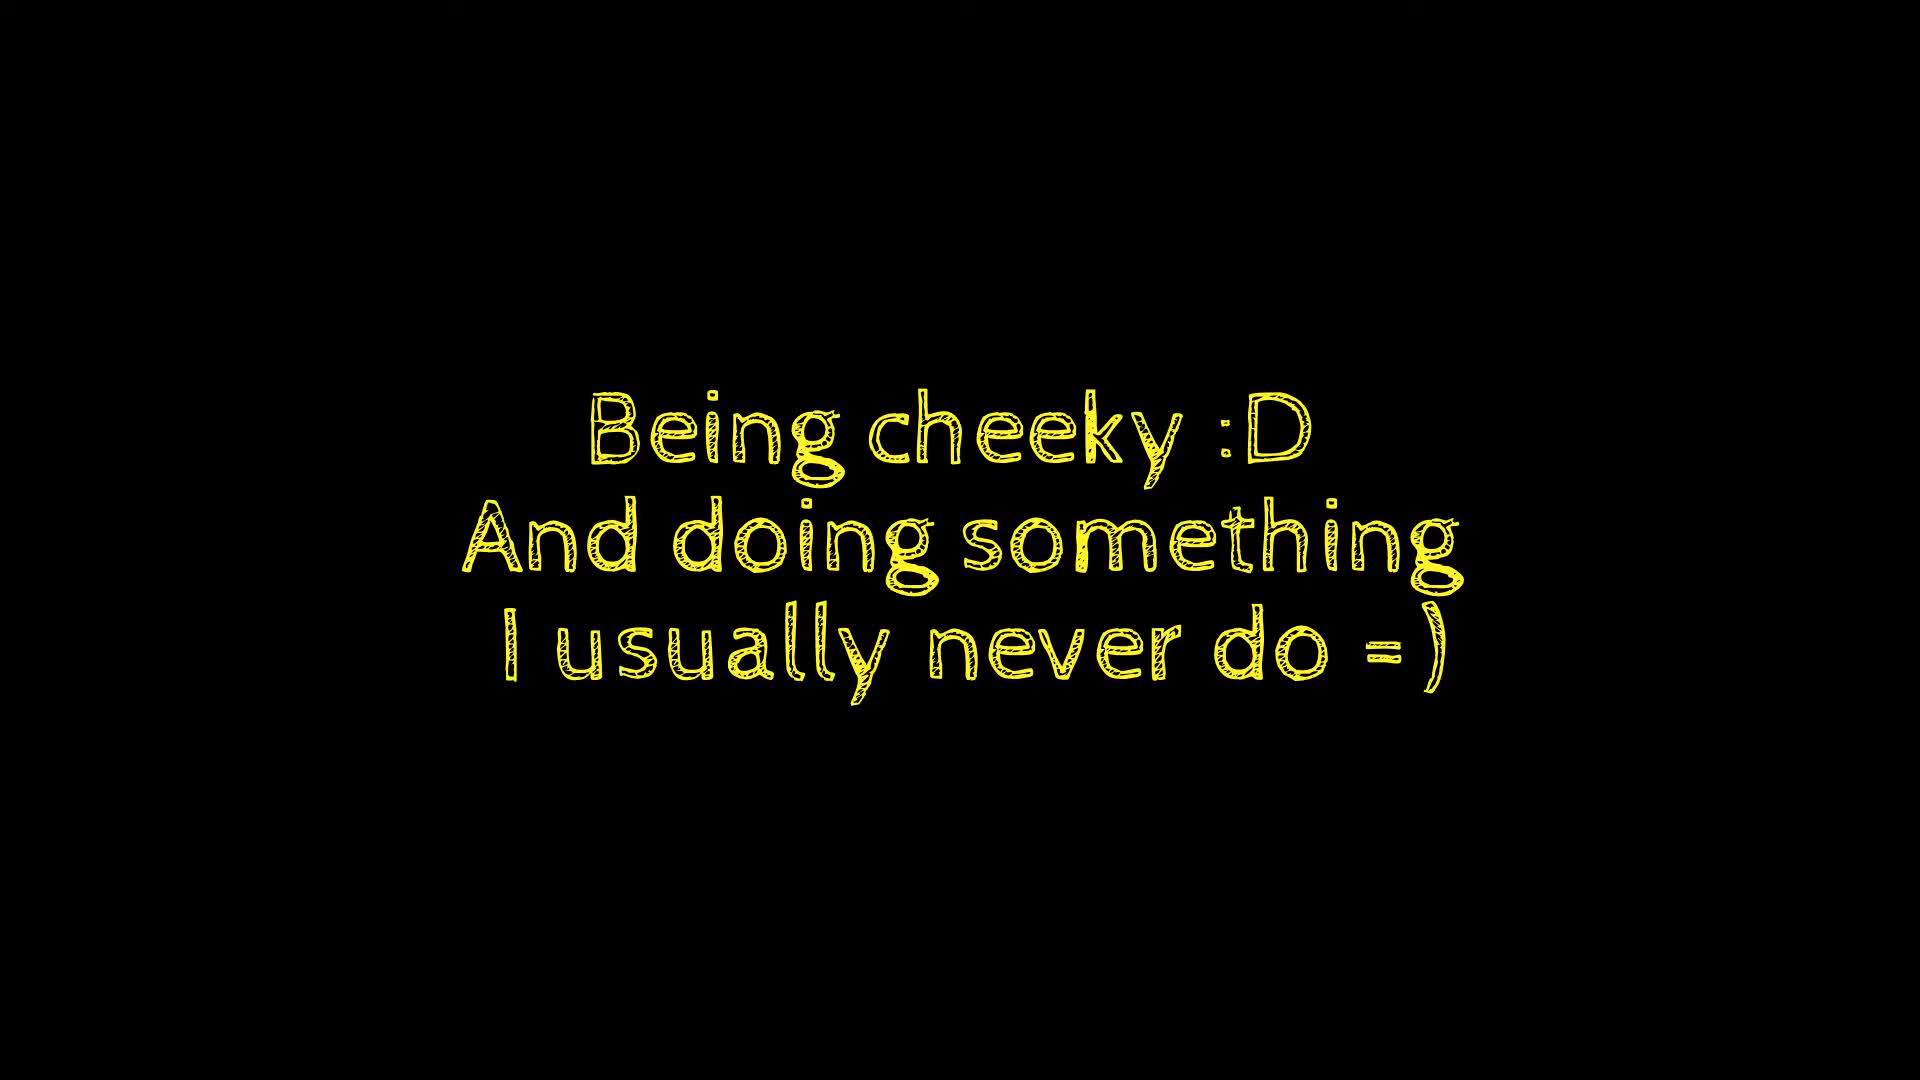 Being cheeky :D
And doing something
I usually never do =)